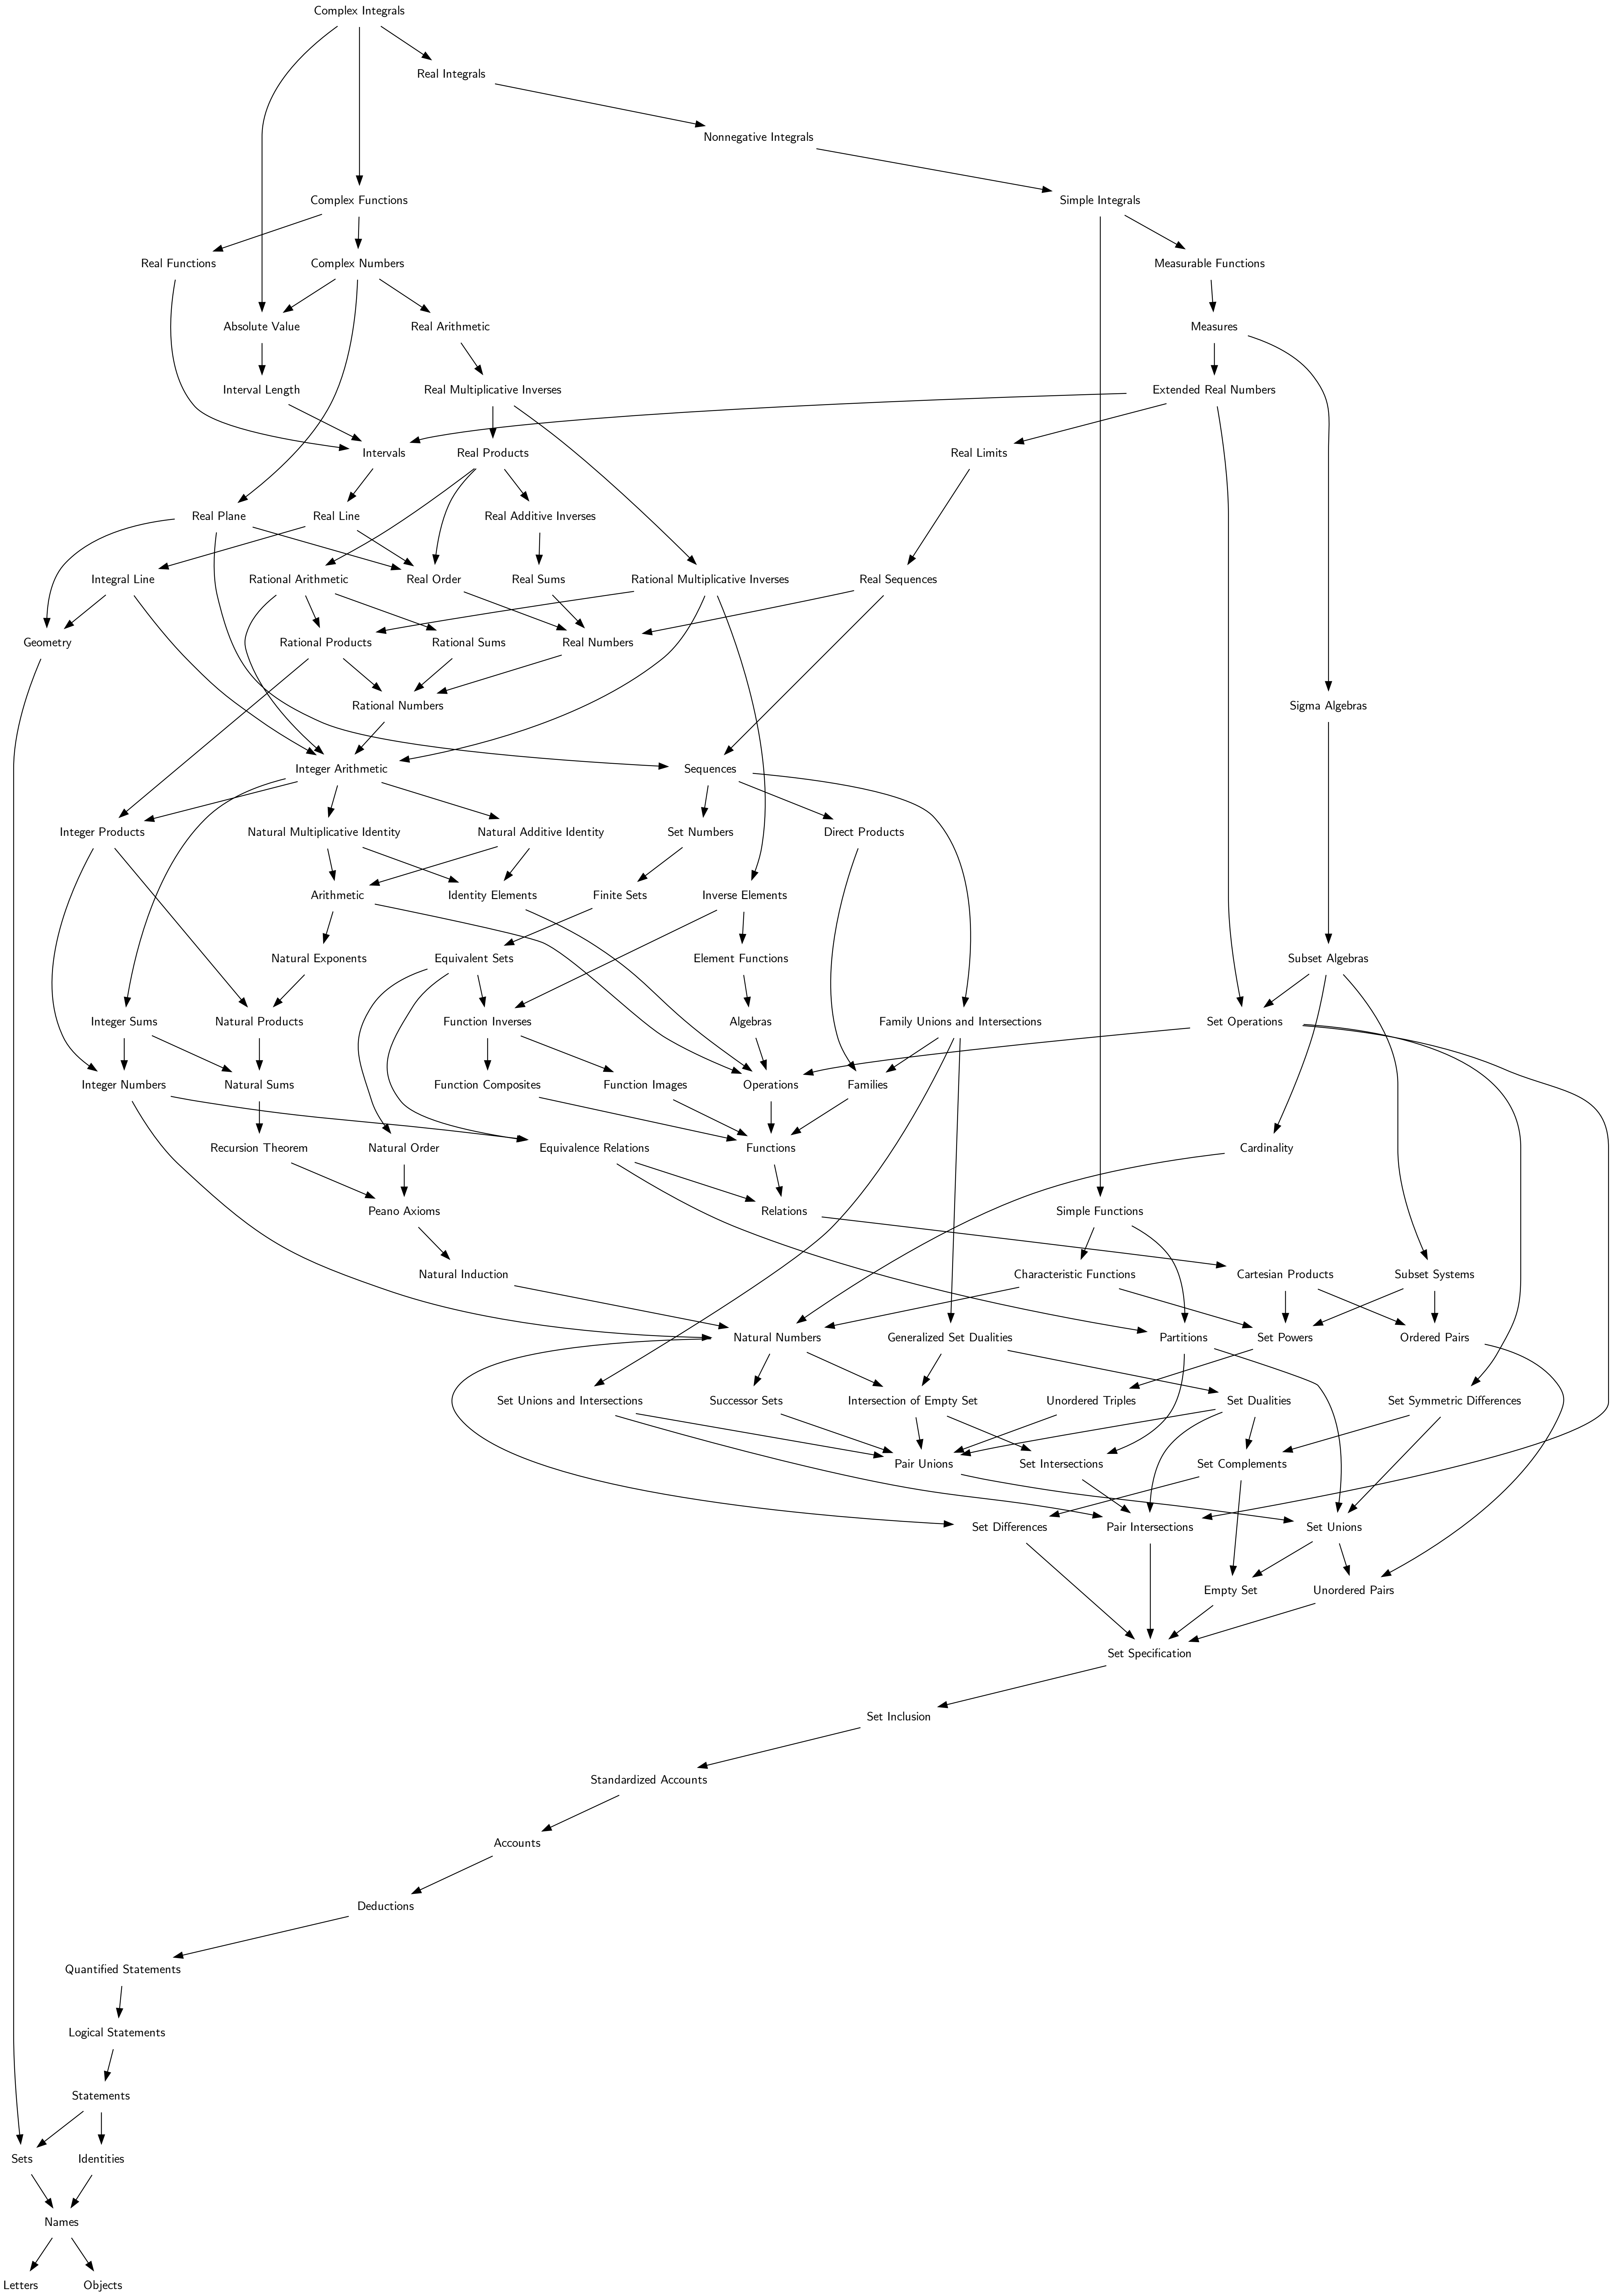 Complex Integrals
Real Integrals
Nonnegative Integrals
Complex Functions
Simple Integrals
Real Functions
Complex Numbers
Measurable Functions
Absolute Value
Real Arithmetic
Measures
Interval Length
Real Multiplicative Inverses
Extended Real Numbers
Intervals
Real Products
Real Limits
Real Plane
Real Line
Real Additive Inverses
Integral Line
Rational Arithmetic
Real Order
Real Sums
Rational Multiplicative Inverses
Real Sequences
Geometry
Rational Products
Rational Sums
Real Numbers
Rational Numbers
Sigma Algebras
Integer Arithmetic
Sequences
Integer Products
Natural Multiplicative Identity
Natural Additive Identity
Set Numbers
Direct Products
Arithmetic
Identity Elements
Finite Sets
Inverse Elements
Natural Exponents
Equivalent Sets
Element Functions
Subset Algebras
Integer Sums
Natural Products
Function Inverses
Algebras
Family Unions and Intersections
Set Operations
Integer Numbers
Natural Sums
Function Composites
Function Images
Operations
Families
Recursion Theorem
Natural Order
Equivalence Relations
Functions
Cardinality
Peano Axioms
Relations
Simple Functions
Natural Induction
Characteristic Functions
Cartesian Products
Subset Systems
Natural Numbers
Generalized Set Dualities
Partitions
Set Powers
Ordered Pairs
Set Unions and Intersections
Successor Sets
Intersection of Empty Set
Unordered Triples
Set Dualities
Set Symmetric Differences
Pair Unions
Set Intersections
Set Complements
Set Differences
Pair Intersections
Set Unions
Empty Set
Unordered Pairs
Set Specification
Set Inclusion
Standardized Accounts
Accounts
Deductions
Quantified Statements
Logical Statements
Statements
Sets
Identities
Names
Letters
Objects